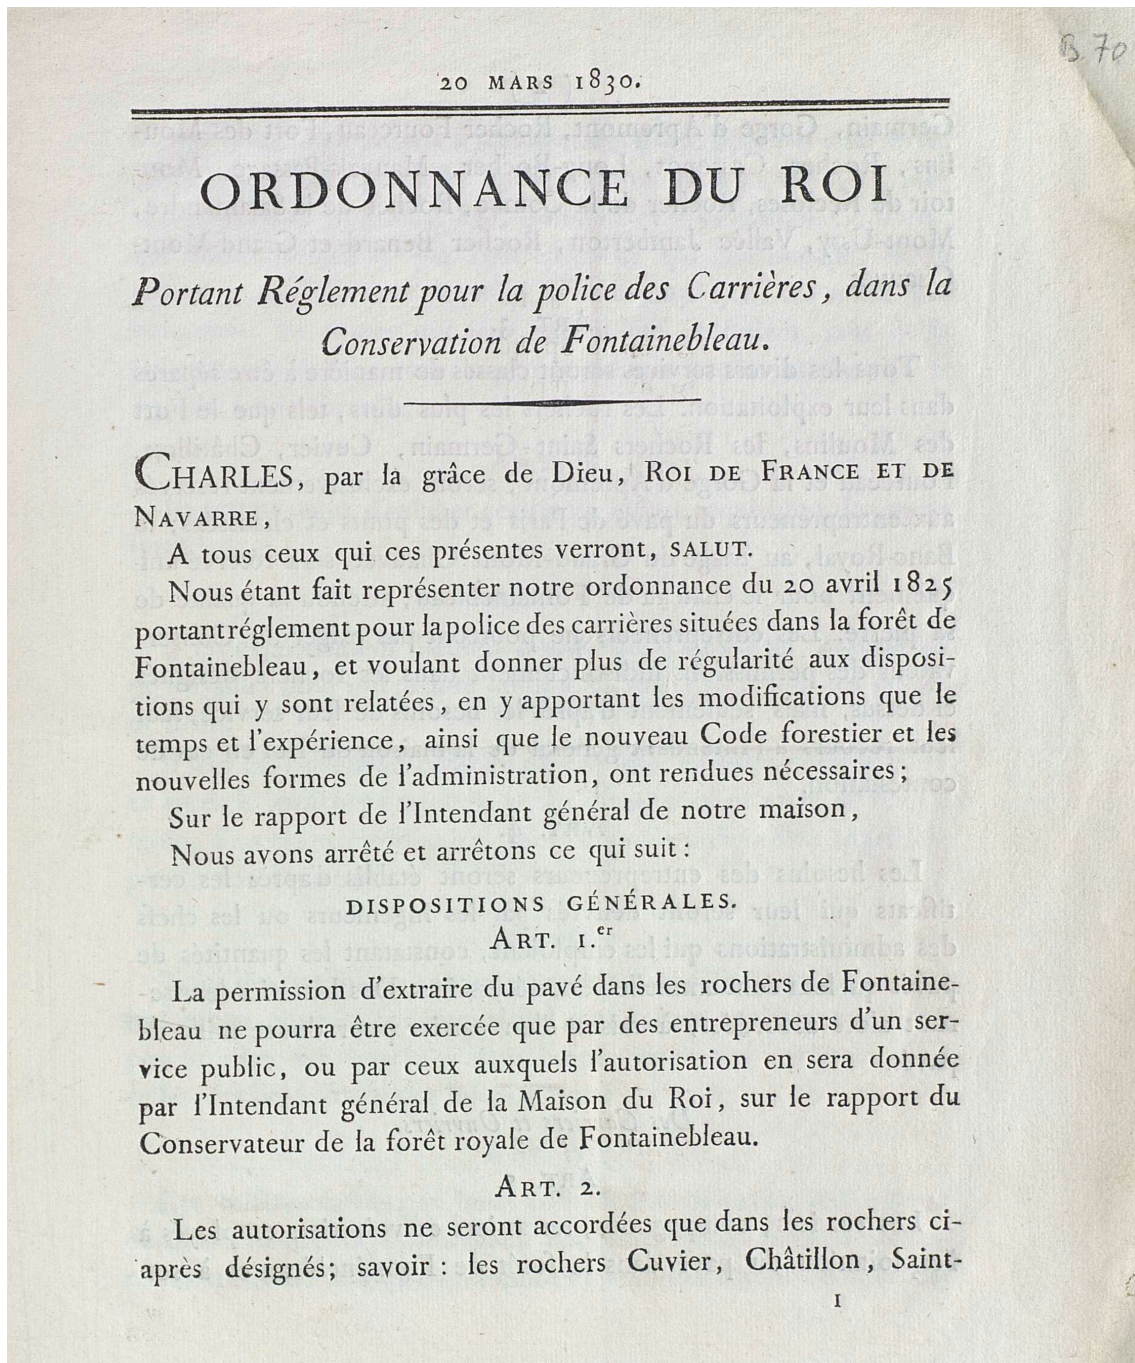 B. 70
20 MARS 1830.
ORDONNANCE DU ROI
Portant Réglement pour la police des Carrières, dans la
Conservation de Fontainebleau.
CHARLES, par la grâce de Dieu, ROI DE FRANCE ET DE
NAVARRE,
A tous ceux qui ces présentes verront, SALUT.
Nous étant fait représenter notre ordonnance du 20 avril 1825
portant réglement pour la police des carrières situées dans la forêt de
Fontainebleau, et voulant donner plus de régularité aux disposi-
tions qui y sont relatées, en y apportant les modifications que le
temps et l'expérience, ainsi que le nouveau Code forestier et les
nouvelles formes de l'administration, ont rendues nécessaires;
Sur le rapport de l'Intendant général de notre maison,
Nous avons arrêté et arrêtons ce qui suit:
DISPOSITIONS GÉNÉRALES.
ART. 1.er
La permission d'extraire du pavé dans les rochers de Fontaine-
bleau ne pourra être exercée que par des entrepreneurs d'un ser-
vice public, ou par ceux auxquels l'autorisation en sera donnée
par l'Intendant général de la Maison du Roi, sur le rapport du
Conservateur de la forêt royale de Fontainebleau.
ART. 2.
Les autorisations ne seront accordées que dans les rochers ci-
après désignés; savoir: les rochers Cuvier, Châtillon, Saint-
1